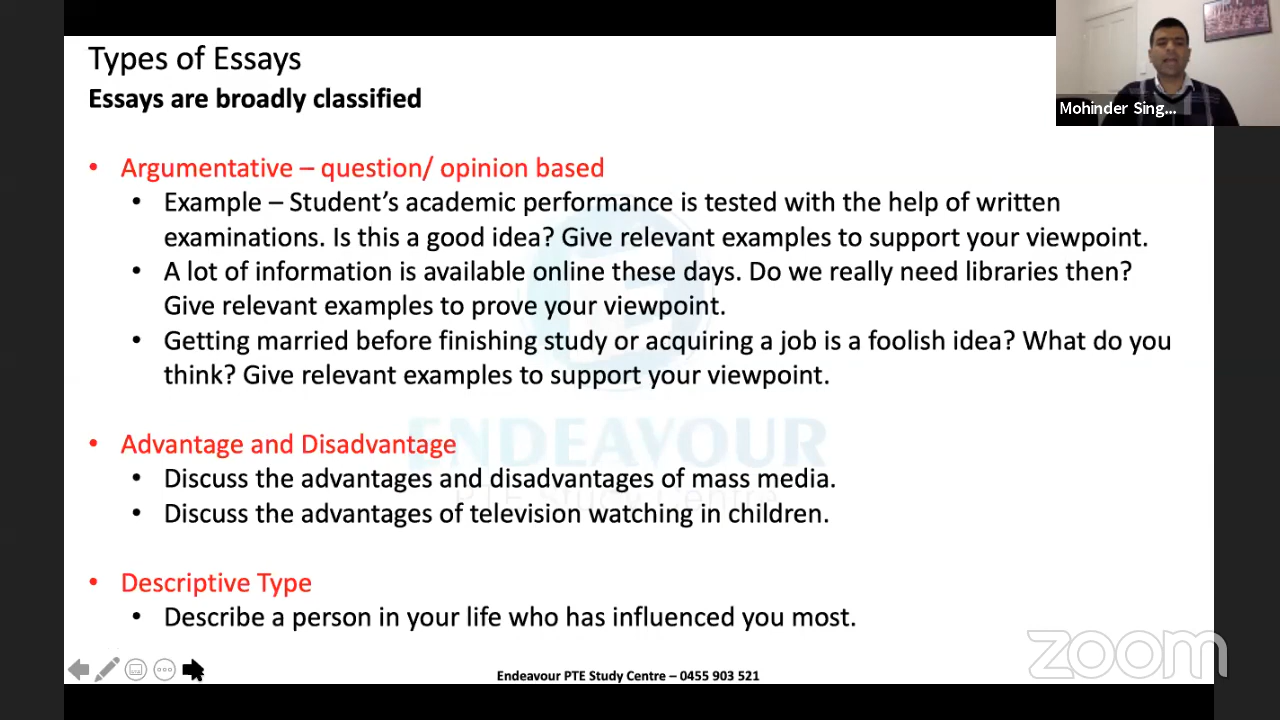 Types of Essays
Essays are broadly classified
Mohinder Sing...
• Argumentative – question/ opinion based
• Example – Student's academic performance is tested with the help of written
examinations. Is this a good idea? Give relevant examples to support your viewpoint.
• A lot of information is available online these days. Do we really need libraries then?
Give relevant examples to prove your viewpoint.
• Getting married before finishing study or acquiring a job is a foolish idea? What do you
think? Give relevant examples to support your viewpoint.
ENDEAVOUR
PTE Study Centre
• Advantage and Disadvantage
• Discuss the advantages and disadvantages of mass media.
• Discuss the advantages of television watching in children.
• Descriptive Type
• Describe a person in your life who has influenced you most.
zoom
Endeavour PTE Study Centre – 0455 903 521